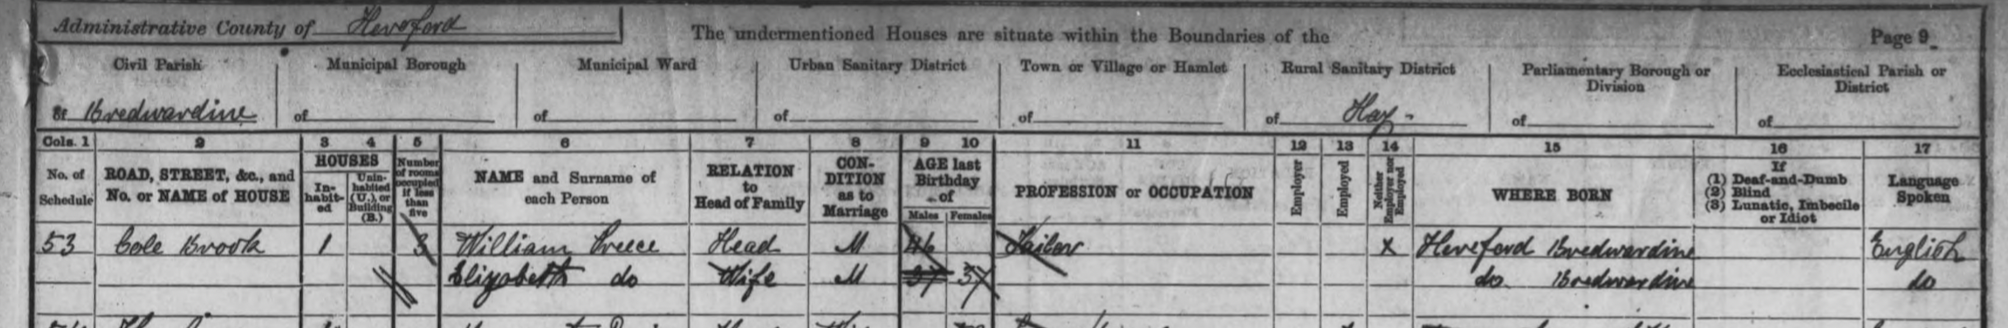 Administrative County of Hereford
The undermentioned Houses are situate within the Boundaries of the
Page 9
Civil Parish
Municipal Borough
Municipal Ward
Urban Sanitary District
Town or Village or Hamlet
Rural Sanitary District
Parliamentary Borough or Division
Ecclesiastical Parish or District
of Bredwardine
of
of
of
of
of Hay
of
of
Cols. 1 2 3 4 5 6 7 8 9 10 11 12 13 14 15 16 17
No. of Schedule
ROAD, STREET, &c., and No. or NAME of HOUSE
HOUSES
In-habit-ed
Unin-habited (U.), or Building (B.)
Number of rooms occupied if less than five
NAME and Surname of each Person
RELATION to Head of Family
CON-DITION as to Marriage
AGE last Birthday of
Males
Females
PROFESSION or OCCUPATION
Employer
Employed
Neither Employer nor Employed
WHERE BORN
If
(1) Deaf-and-Dumb
(2) Blind
(3) Lunatic, Imbecile or Idiot
Language Spoken
53 Cole Brook 1 3 William Preece Head M 46 Tailor X Hereford Bredwardine English
Elizabeth do Wife M 37 37 do Bredwardine do